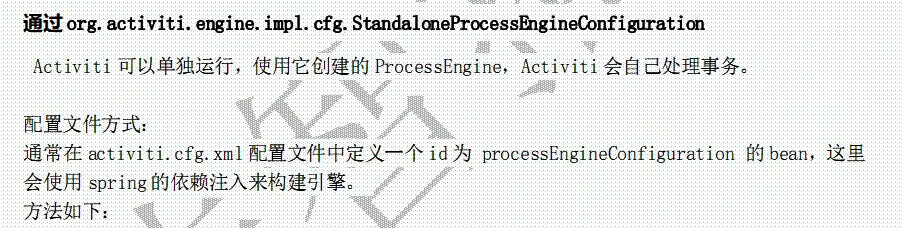 通过 org.activiti.engine.impl.cfg.StandaloneProcessEngineConfiguration
Activiti 可以单独运行，使用它创建的 ProcessEngine，Activiti 会自己处理事务。
配置文件方式：
通常在 activiti.cfg.xml 配置文件中定义一个 id 为 processEngineConfiguration 的 bean，这里
会使用 spring 的依赖注入来构建引擎。
方法如下：